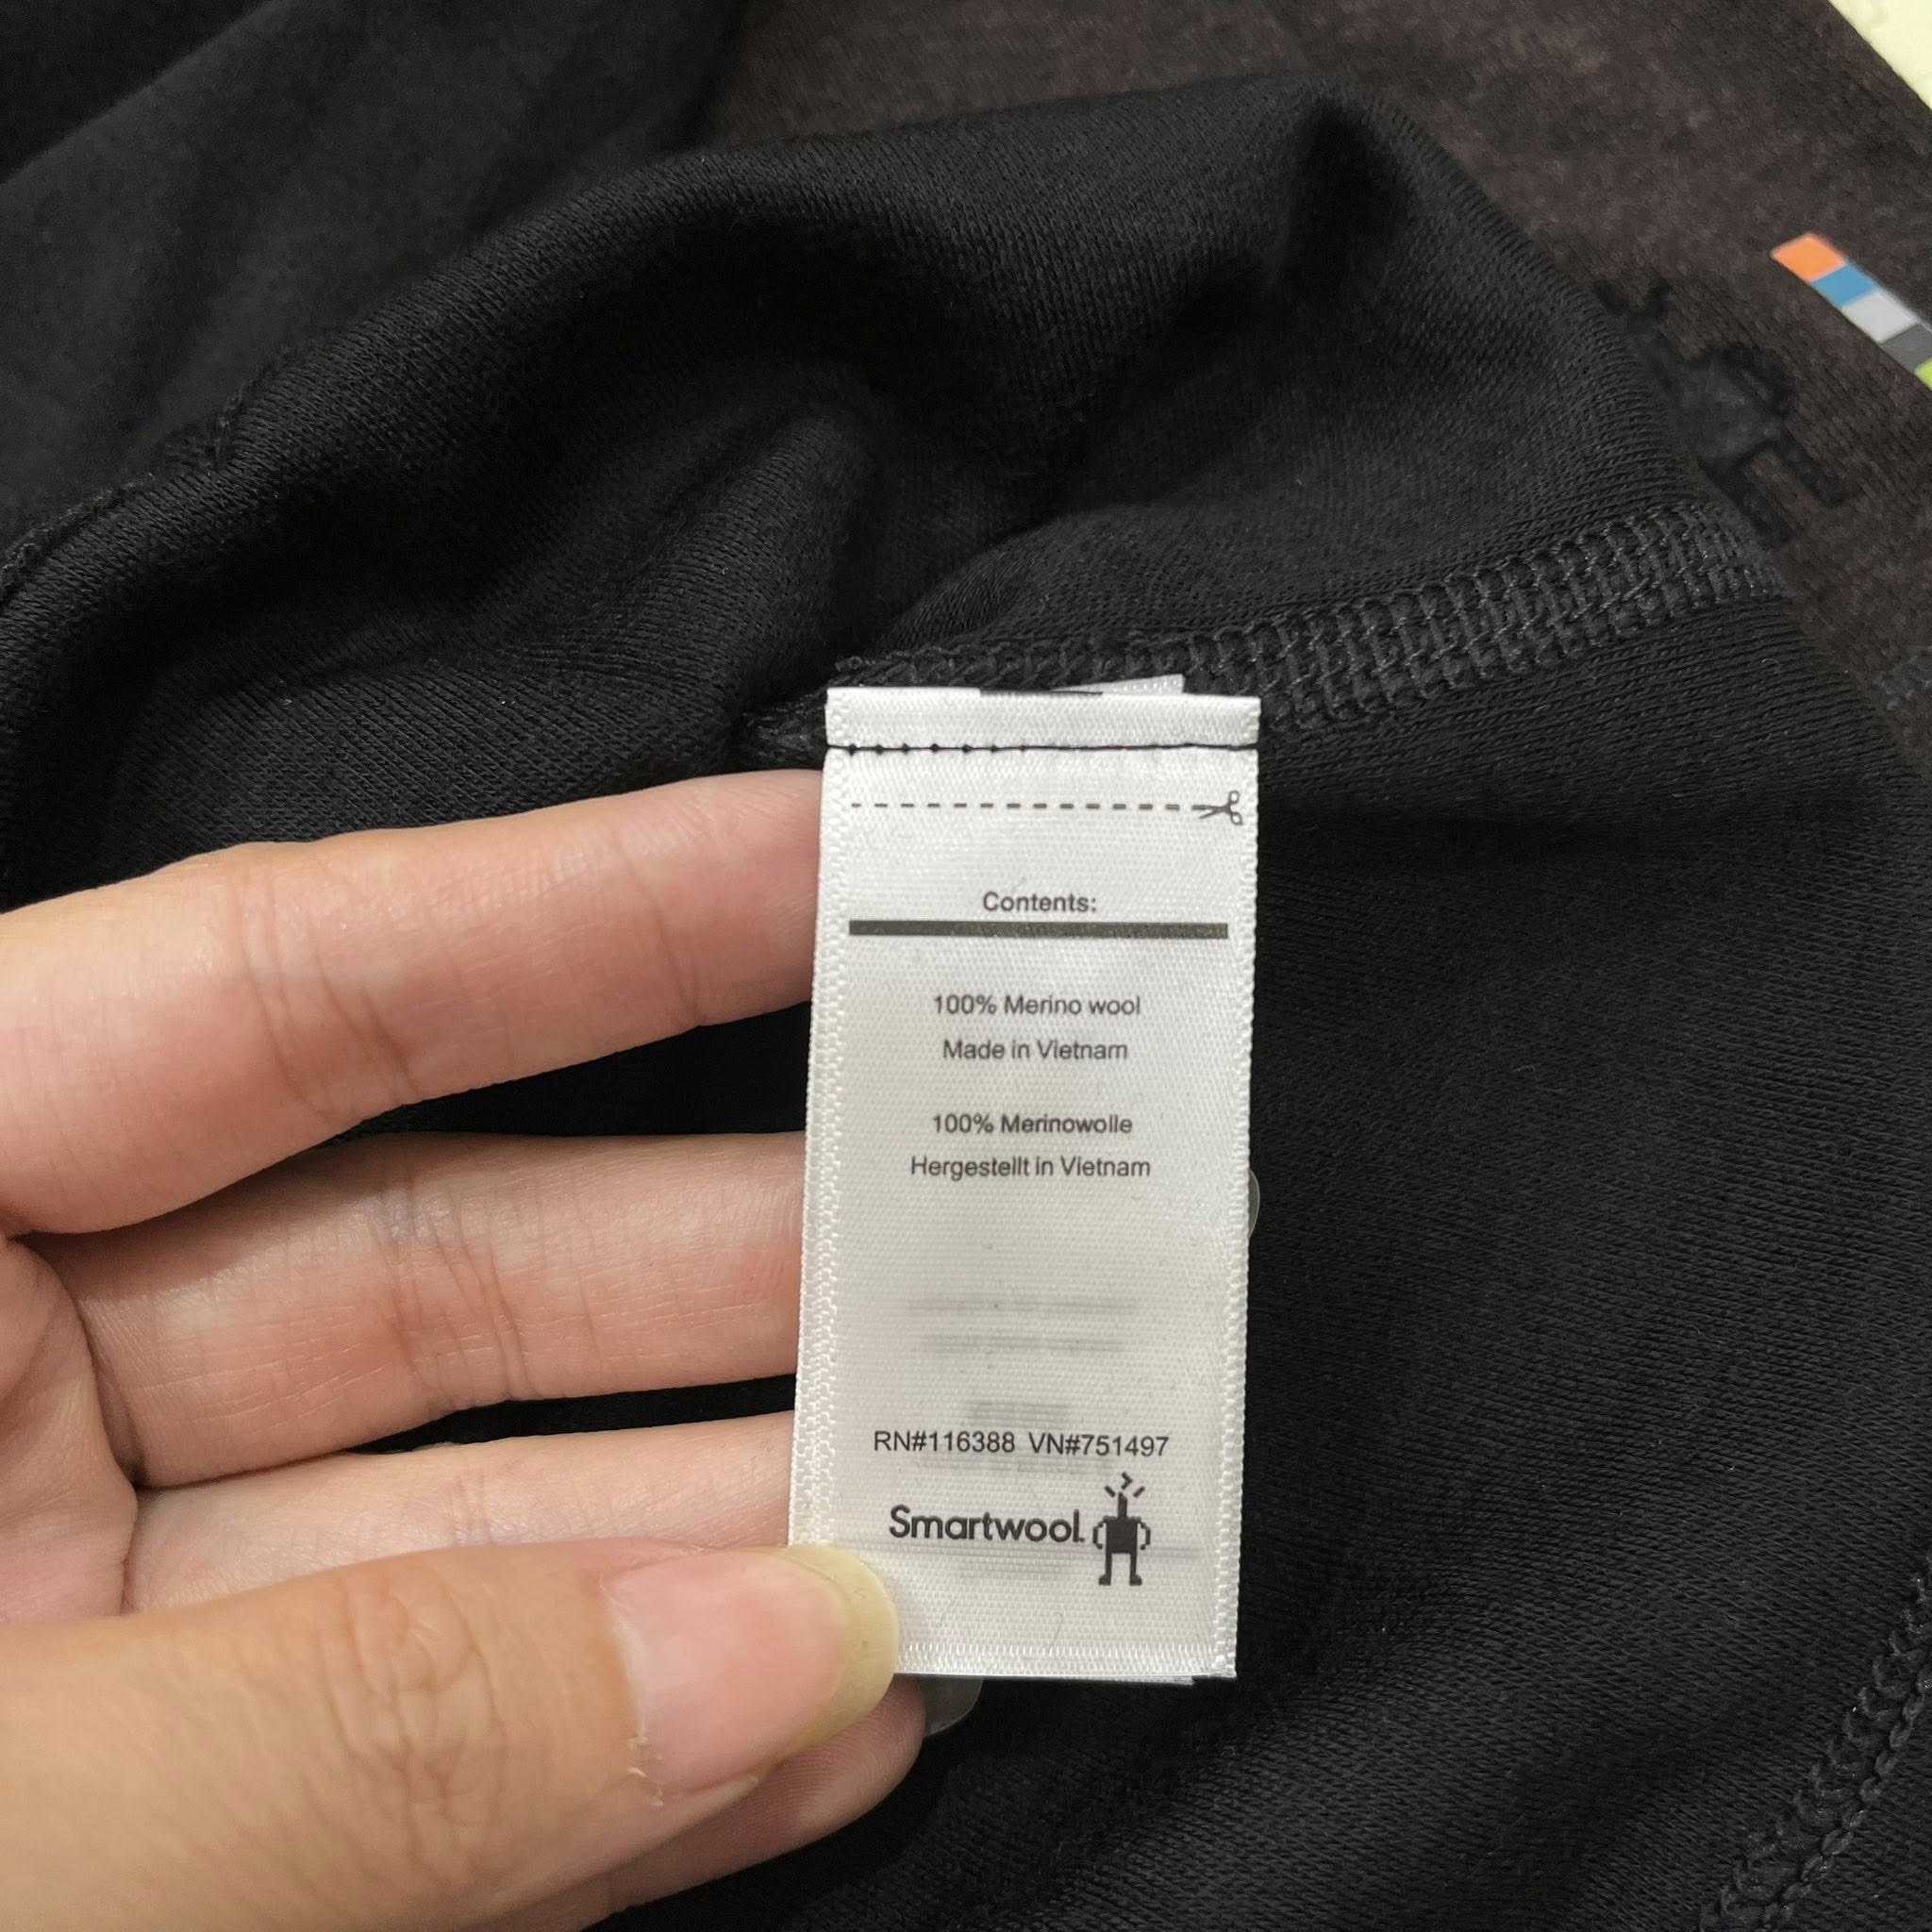 Contents:
100% Merino wool
Made in Vietnam
100% Merinowolle
Hergestellt in Vietnam
RN#116388 VN#751497
Smartwool